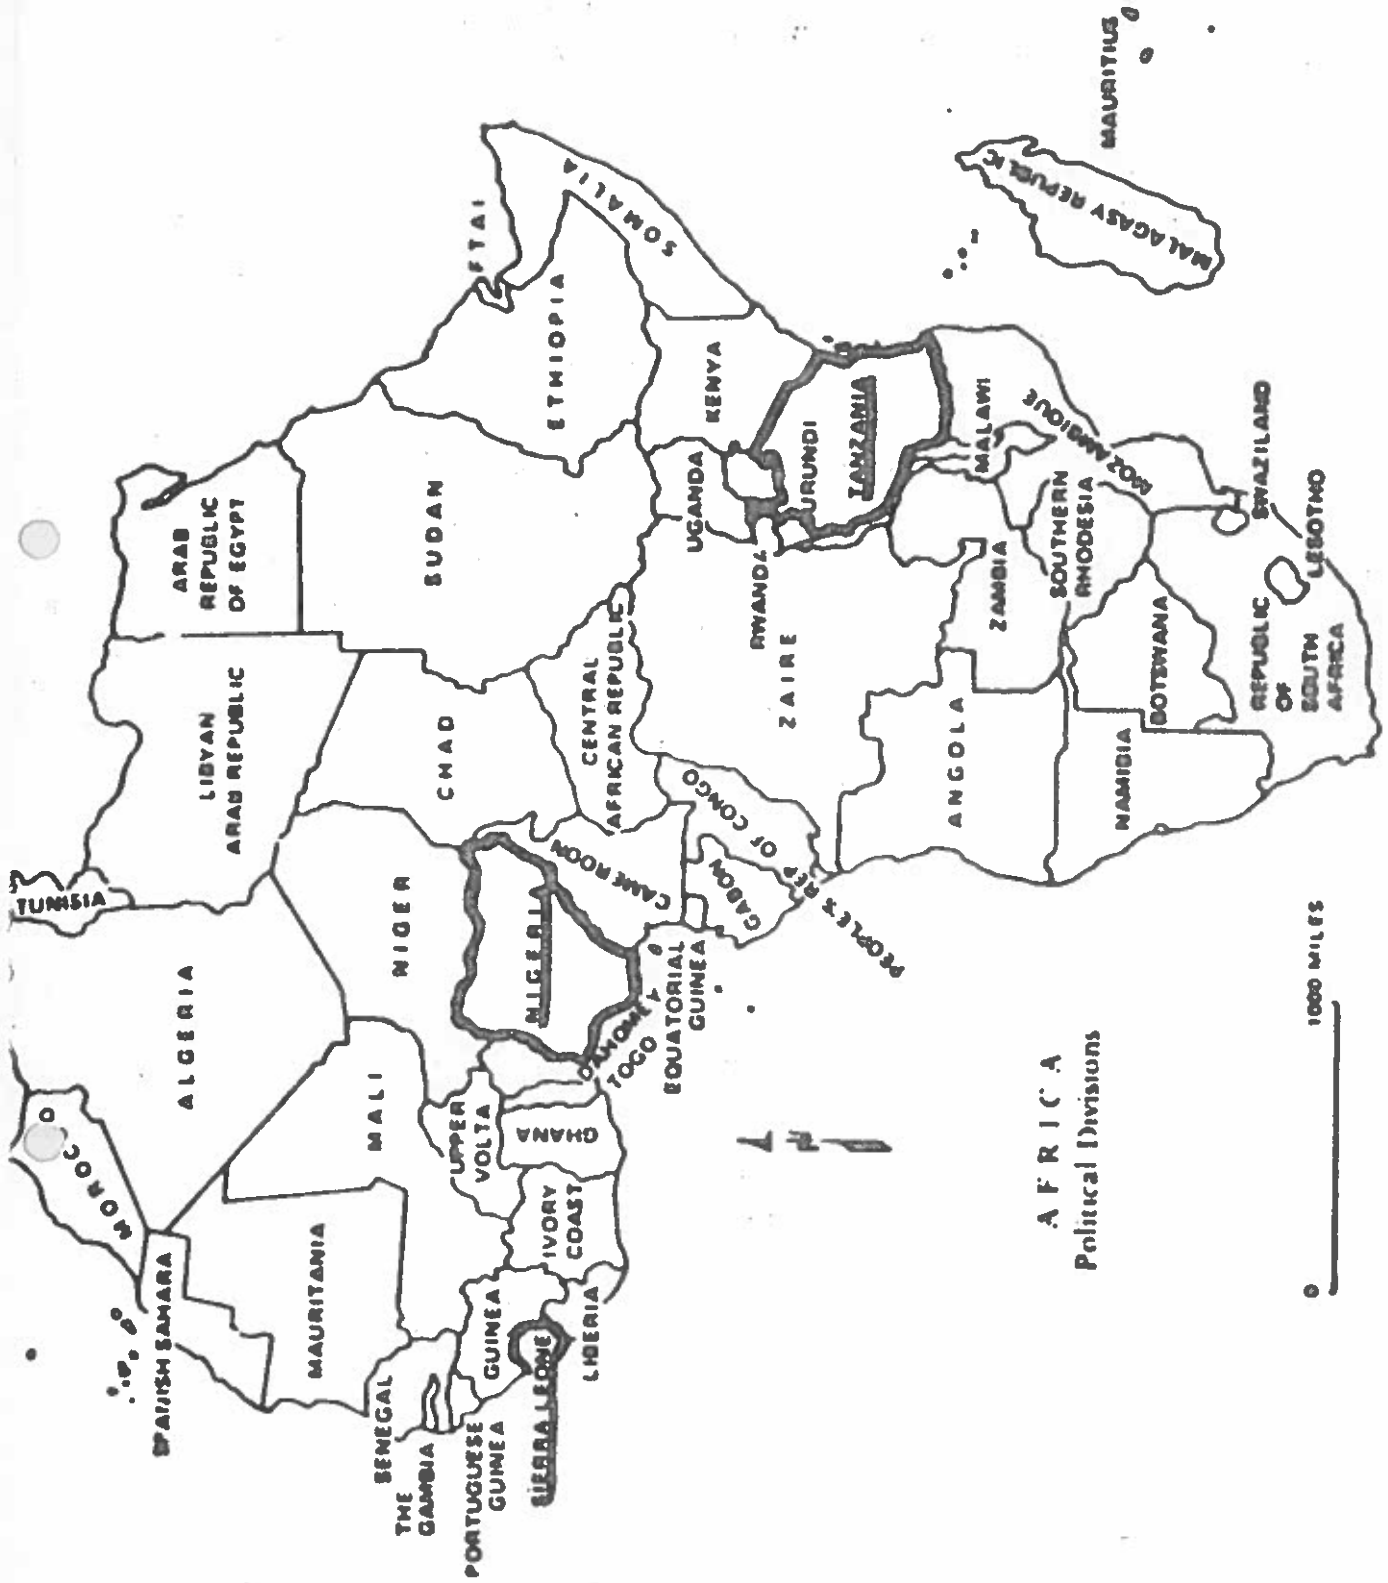 MOROCCO
TUNISIA
ALGERIA
LIBYAN
ARAB REPUBLIC
ARAB
REPUBLIC
OF EGYPT
SPANISH SAHARA
MAURITANIA
MALI
NIGER
CHAD
SUDAN
ETHIOPIA
FTAI
SOMALIA
SENEGAL
THE
GAMBIA
PORTUGUESE
GUINEA
GUINEA
SIERRA LEONE
LIBERIA
IVORY
COAST
UPPER
VOLTA
GHANA
TOGO
DAHOMEY
NIGERIA
CAMEROON
CENTRAL
AFRICAN REPUBLIC
EQUATORIAL
GUINEA
GABON
PEOPLE'S REP OF CONGO
ZAIRE
UGANDA
KENYA
RWANDA
URUNDI
TANZAMIA
ANGOLA
ZAMBIA
MALAWI
MOZAMBIQUE
SOUTHERN
RHODESIA
NAMIBIA
BOTSWANA
REPUBLIC
OF
SOUTH
AFRICA
SWAZILAND
LESOTHO
MALAGASY REPUBLIC
MAURITIUS
AFRICA
Political Divisions
0 1000 MILES